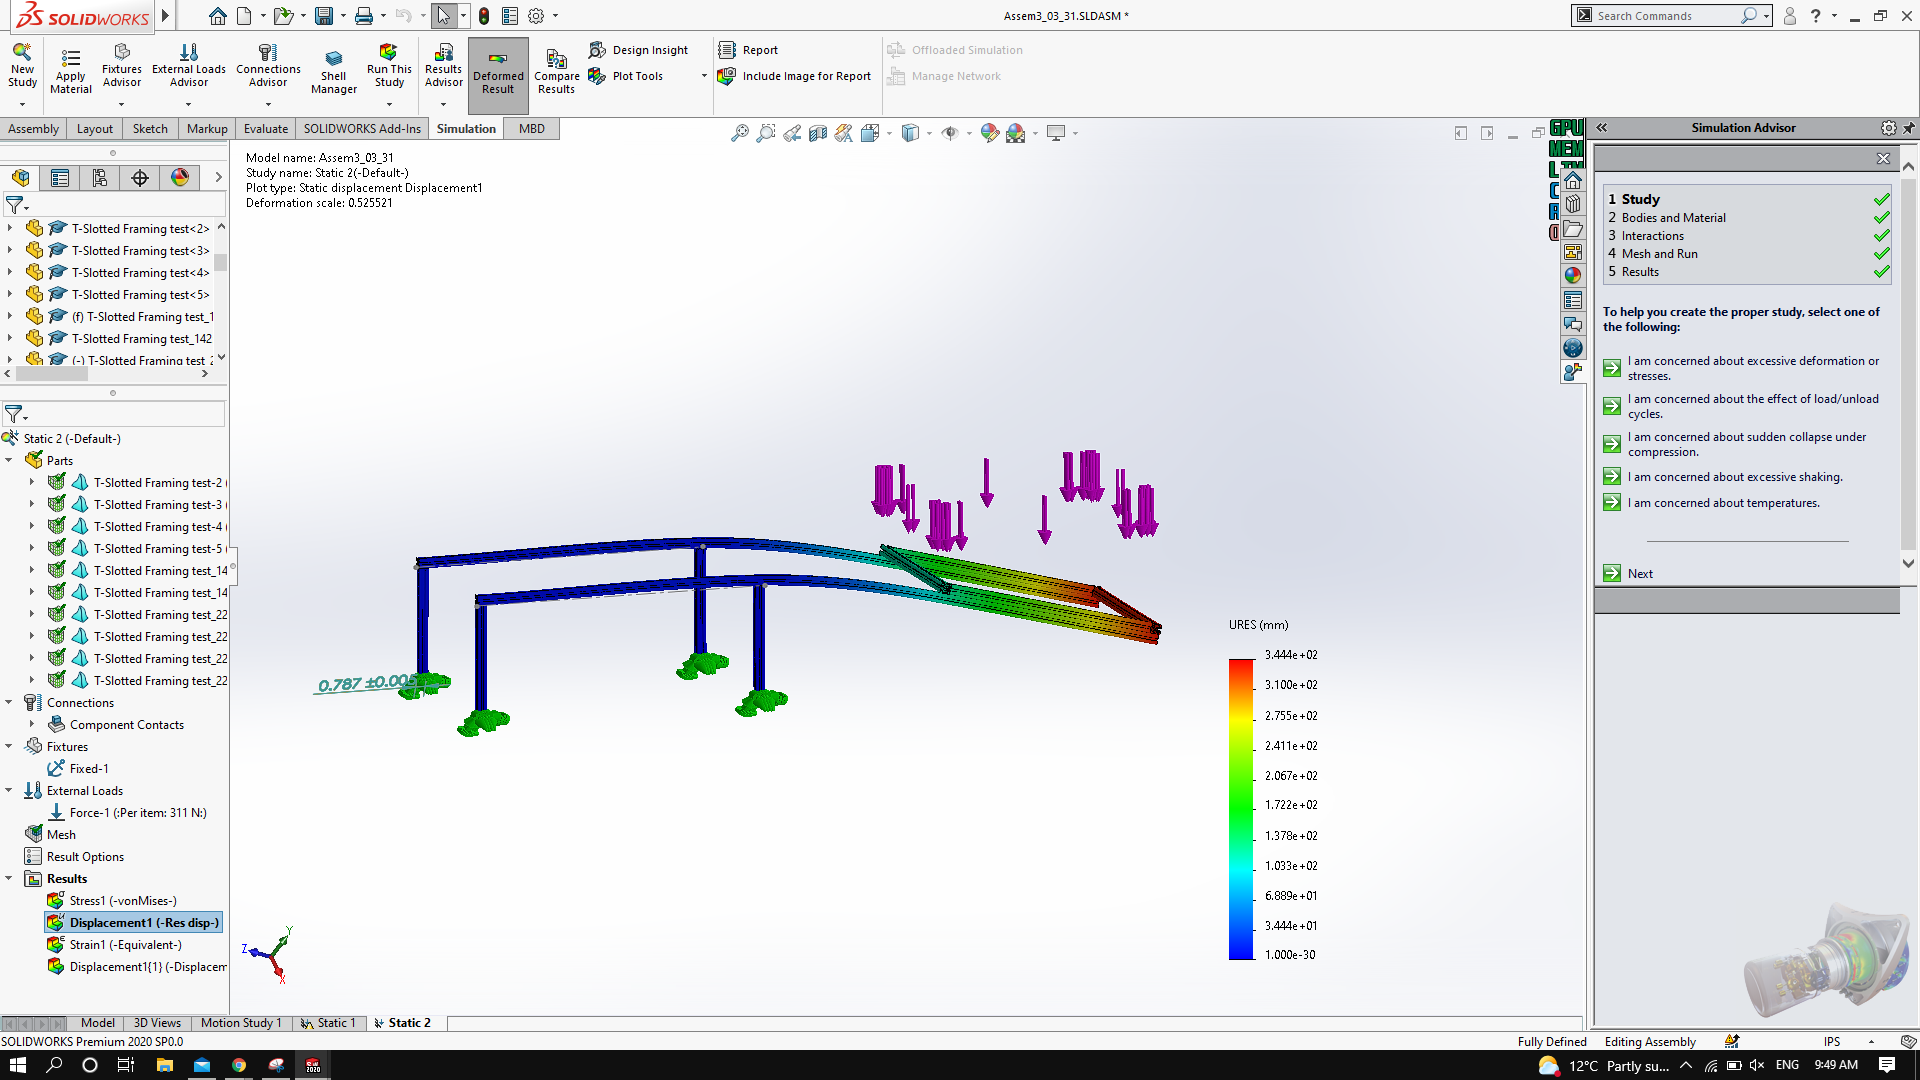 SOLIDWORKS
Assem3_03_31.SLDASM *
Search Commands
New Study
Apply Material
Fixtures Advisor
External Loads Advisor
Connections Advisor
Shell Manager
Run This Study
Results Advisor
Deformed Result
Compare Results
Design Insight
Plot Tools
Report
Include Image for Report
Offloaded Simulation
Manage Network
Assembly
Layout
Sketch
Markup
Evaluate
SOLIDWORKS Add-Ins
Simulation
MBD
Model name: Assem3_03_31
Study name: Static 2(-Default-)
Plot type: Static displacement Displacement1
Deformation scale: 0.525521
T-Slotted Framing test<2>
T-Slotted Framing test<3>
T-Slotted Framing test<4>
T-Slotted Framing test<5>
(f) T-Slotted Framing test_1
T-Slotted Framing test_142
(-) T-Slotted Framing test_2
Static 2 (-Default-)
Parts
T-Slotted Framing test-2 (
T-Slotted Framing test-3 (
T-Slotted Framing test-4 (
T-Slotted Framing test-5 (
T-Slotted Framing test_14
T-Slotted Framing test_14
T-Slotted Framing test_22
T-Slotted Framing test_22
T-Slotted Framing test_22
T-Slotted Framing test_22
Connections
Component Contacts
Fixtures
Fixed-1
External Loads
Force-1 (:Per item: 311 N:)
Mesh
Result Options
Results
Stress1 (-vonMises-)
Displacement1 (-Res disp-)
Strain1 (-Equivalent-)
Displacement1{1} (-Displacem
0.787 ±0.005
Z
Y
X
URES (mm)
3.444e+02
3.100e+02
2.755e+02
2.411e+02
2.067e+02
1.722e+02
1.378e+02
1.033e+02
6.889e+01
3.444e+01
1.000e-30
GPU
MEM
Simulation Advisor
1 Study
2 Bodies and Material
3 Interactions
4 Mesh and Run
5 Results
To help you create the proper study, select one of
the following:
I am concerned about excessive deformation or
stresses.
I am concerned about the effect of load/unload
cycles.
I am concerned about sudden collapse under
compression.
I am concerned about excessive shaking.
I am concerned about temperatures.
Next
Model
3D Views
Motion Study 1
Static 1
Static 2
SOLIDWORKS Premium 2020 SP0.0
Fully Defined
Editing Assembly
IPS
12°C Partly su...
ENG
9:49 AM